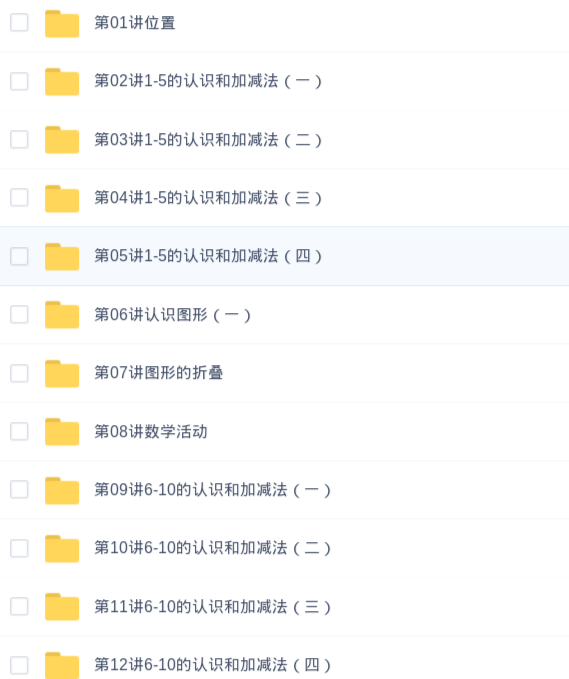 第01讲位置
第02讲1-5的认识和加减法（一）
第03讲1-5的认识和加减法（二）
第04讲1-5的认识和加减法（三）
第05讲1-5的认识和加减法（四）
第06讲认识图形（一）
第07讲图形的折叠
第08讲数学活动
第09讲6-10的认识和加减法（一）
第10讲6-10的认识和加减法（二）
第11讲6-10的认识和加减法（三）
第12讲6-10的认识和加减法（四）